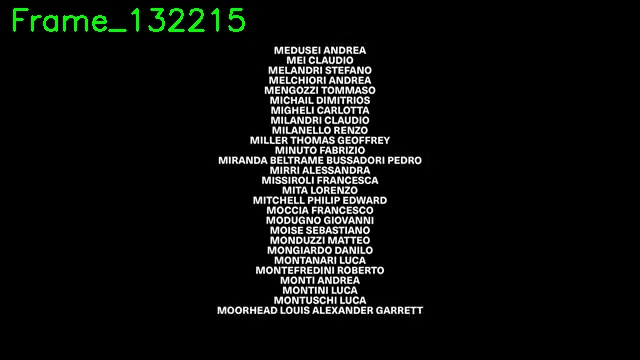 Frame_132215
MEDUSEI ANDREA
MEI CLAUDIO
MELANDRI STEFANO
MELCHIORI ANDREA
MENGOZZI TOMMASO
MICHAIL DIMITRIOS
MIGHELI CARLOTTA
MILANDRI CLAUDIO
MILANELLO RENZO
MILLER THOMAS GEOFFREY
MINUTO FABRIZIO
MIRANDA BELTRAME BUSSADORI PEDRO
MIRRI ALESSANDRA
MISSIROLI FRANCESCA
MITA LORENZO
MITCHELL PHILIP EDWARD
MOCCIA FRANCESCO
MODUGNO GIOVANNI
MOISE SEBASTIANO
MONDUZZI MATTEO
MONGIARDO DANILO
MONTANARI LUCA
MONTEFREDINI ROBERTO
MONTI ANDREA
MONTINI LUCA
MONTUSCHI LUCA
MOORHEAD LOUIS ALEXANDER GARRETT